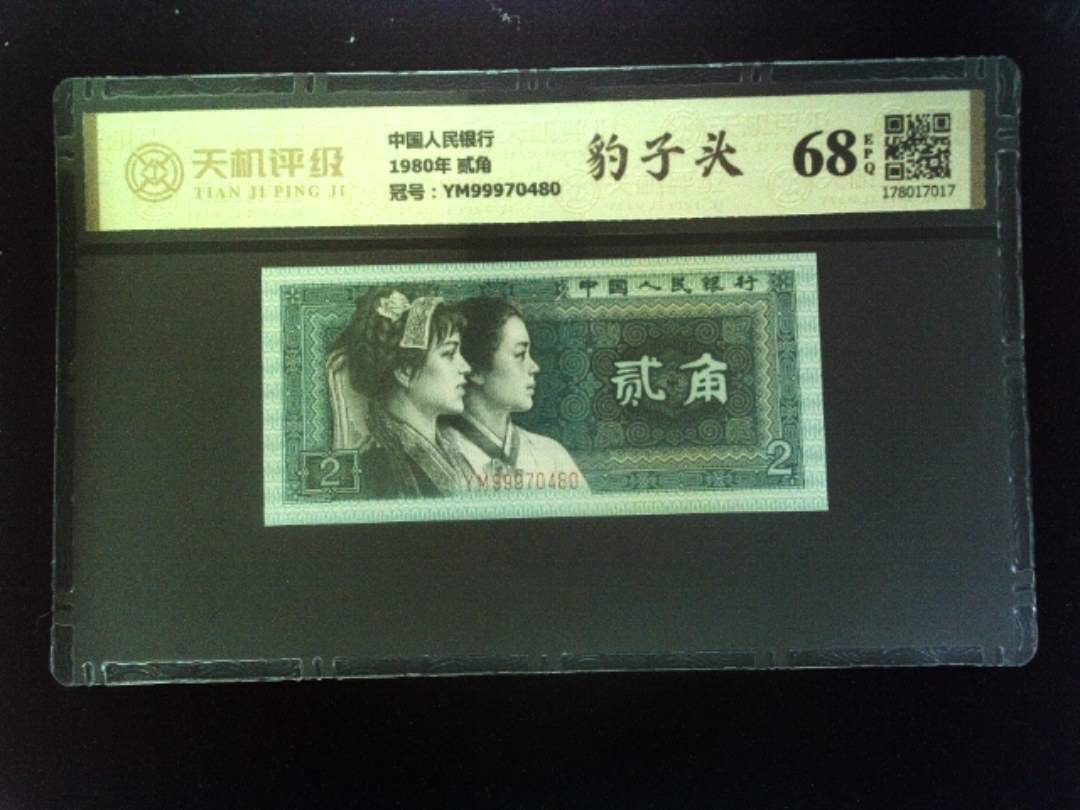 天机评级
TIAN JI PING JI
中国人民银行
1980年 贰角
冠号：YM99970480
豹子头
68
EPQ
178017017
中国人民银行
贰角
2
2
YM99970480